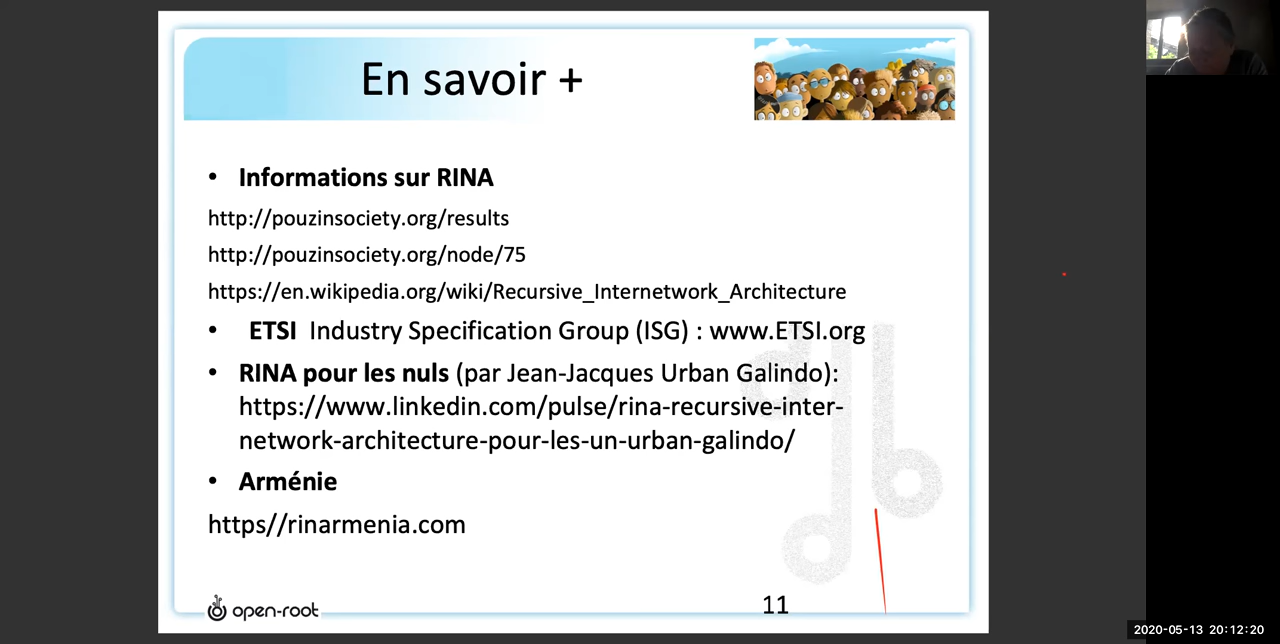 En savoir +
• Informations sur RINA
http://pouzinsociety.org/results
http://pouzinsociety.org/node/75
https://en.wikipedia.org/wiki/Recursive_Internetwork_Architecture
• ETSI Industry Specification Group (ISG) : www.ETSI.org
• RINA pour les nuls (par Jean-Jacques Urban Galindo):
https://www.linkedin.com/pulse/rina-recursive-inter-
network-architecture-pour-les-un-urban-galindo/
• Arménie
https//rinarmenia.com
open-root
11
2020-05-13 20:12:20